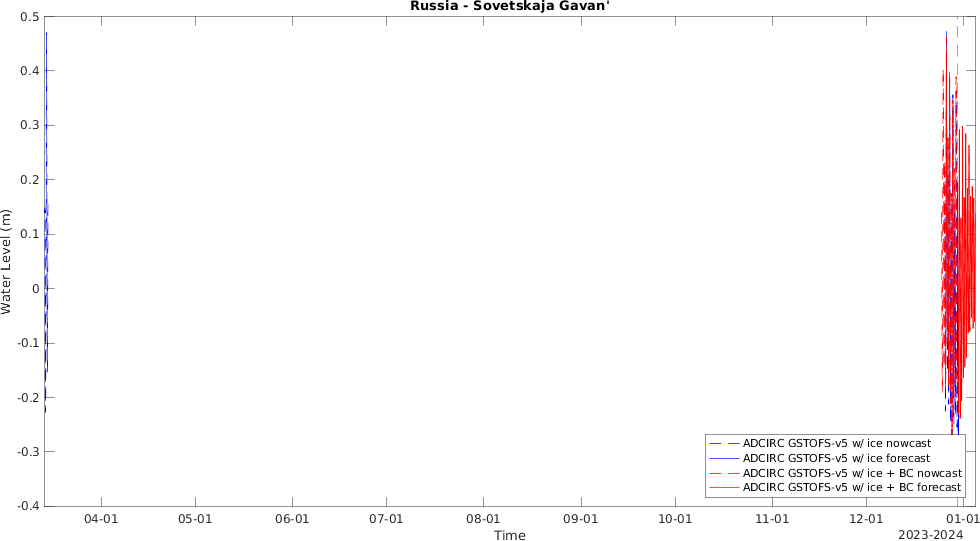 Russia - Sovetskaja Gavan'
Water Level (m)
0.5
0.4
0.3
0.2
0.1
0
-0.1
-0.2
-0.3
-0.4
ADCIRC GSTOFS-v5 w/ ice nowcast
ADCIRC GSTOFS-v5 w/ ice forecast
ADCIRC GSTOFS-v5 w/ ice + BC nowcast
ADCIRC GSTOFS-v5 w/ ice + BC forecast
04-01 05-01 06-01 07-01 08-01 09-01 10-01 11-01 12-01 01-01
Time
2023-2024